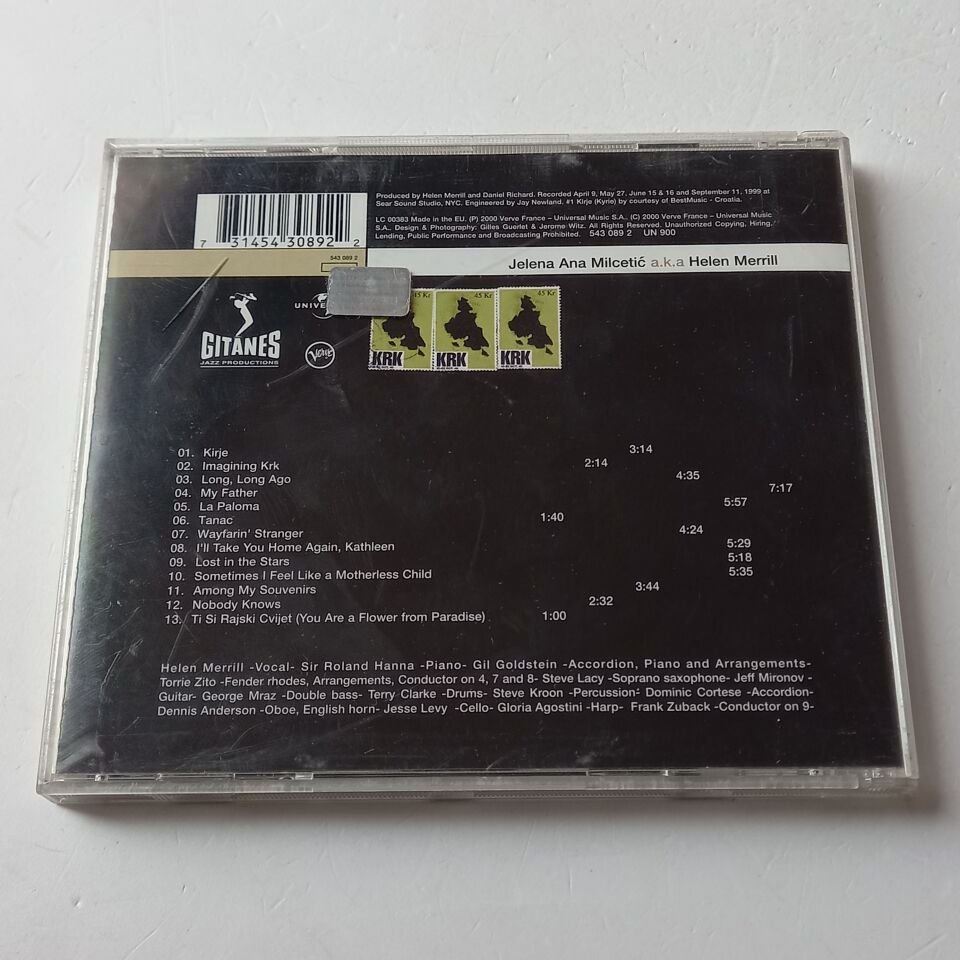 Produced by Helen Merrill and Daniel Richard. Recorded April 9, May 27, June 15 & 16 and September 11, 1999 at
Sear Sound Studio, NYC. Engineered by Jay Newland, #1 Kirje (Kyrie) by courtesy of BestMusic - Croatia.
LC 00383 Made in the EU. (P) 2000 Verve France – Universal Music S.A., (C) 2000 Verve France – Universal Music
S.A.. Design & Photography: Gilles Guerlet & Jerome Witz. All Rights Reserved. Unauthorized Copying, Hiring,
Lending, Public Performance and Broadcasting Prohibited. 543 089 2 UN 900
7 31454 30892 2
543 089 2
Jelena Ana Milcetić a.k.a Helen Merrill
45 Kr 45 Kr 45 Kr
KRK KRK KRK
GITANES
JAZZ PRODUCTIONS
Verve
01. Kirje 3:14
02. Imagining Krk 2:14
03. Long, Long Ago 4:35
04. My Father 7:17
05. La Paloma 5:57
06. Tanac 1:40
07. Wayfarin' Stranger 4:24
08. I'll Take You Home Again, Kathleen 5:29
09. Lost in the Stars 5:18
10. Sometimes I Feel Like a Motherless Child 5:35
11. Among My Souvenirs 3:44
12. Nobody Knows 2:32
13. Ti Si Rajski Cvijet (You Are a Flower from Paradise) 1:00
Helen Merrill -Vocal- Sir Roland Hanna -Piano- Gil Goldstein -Accordion, Piano and Arrangements-
Torrie Zito -Fender rhodes, Arrangements, Conductor on 4, 7 and 8- Steve Lacy -Soprano saxophone- Jeff Mironov -
Guitar- George Mraz -Double bass- Terry Clarke -Drums- Steve Kroon -Percussion- Dominic Cortese -Accordion-
Dennis Anderson -Oboe, English horn- Jesse Levy -Cello- Gloria Agostini -Harp- Frank Zuback -Conductor on 9-